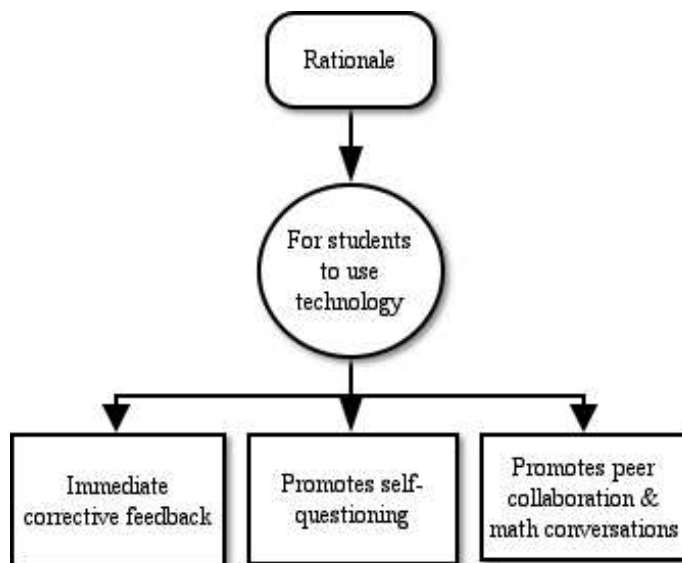 Rationale
For students
to use
technology
Immediate
corrective feedback
Promotes self-
questioning
Promotes peer
collaboration &
math conversations